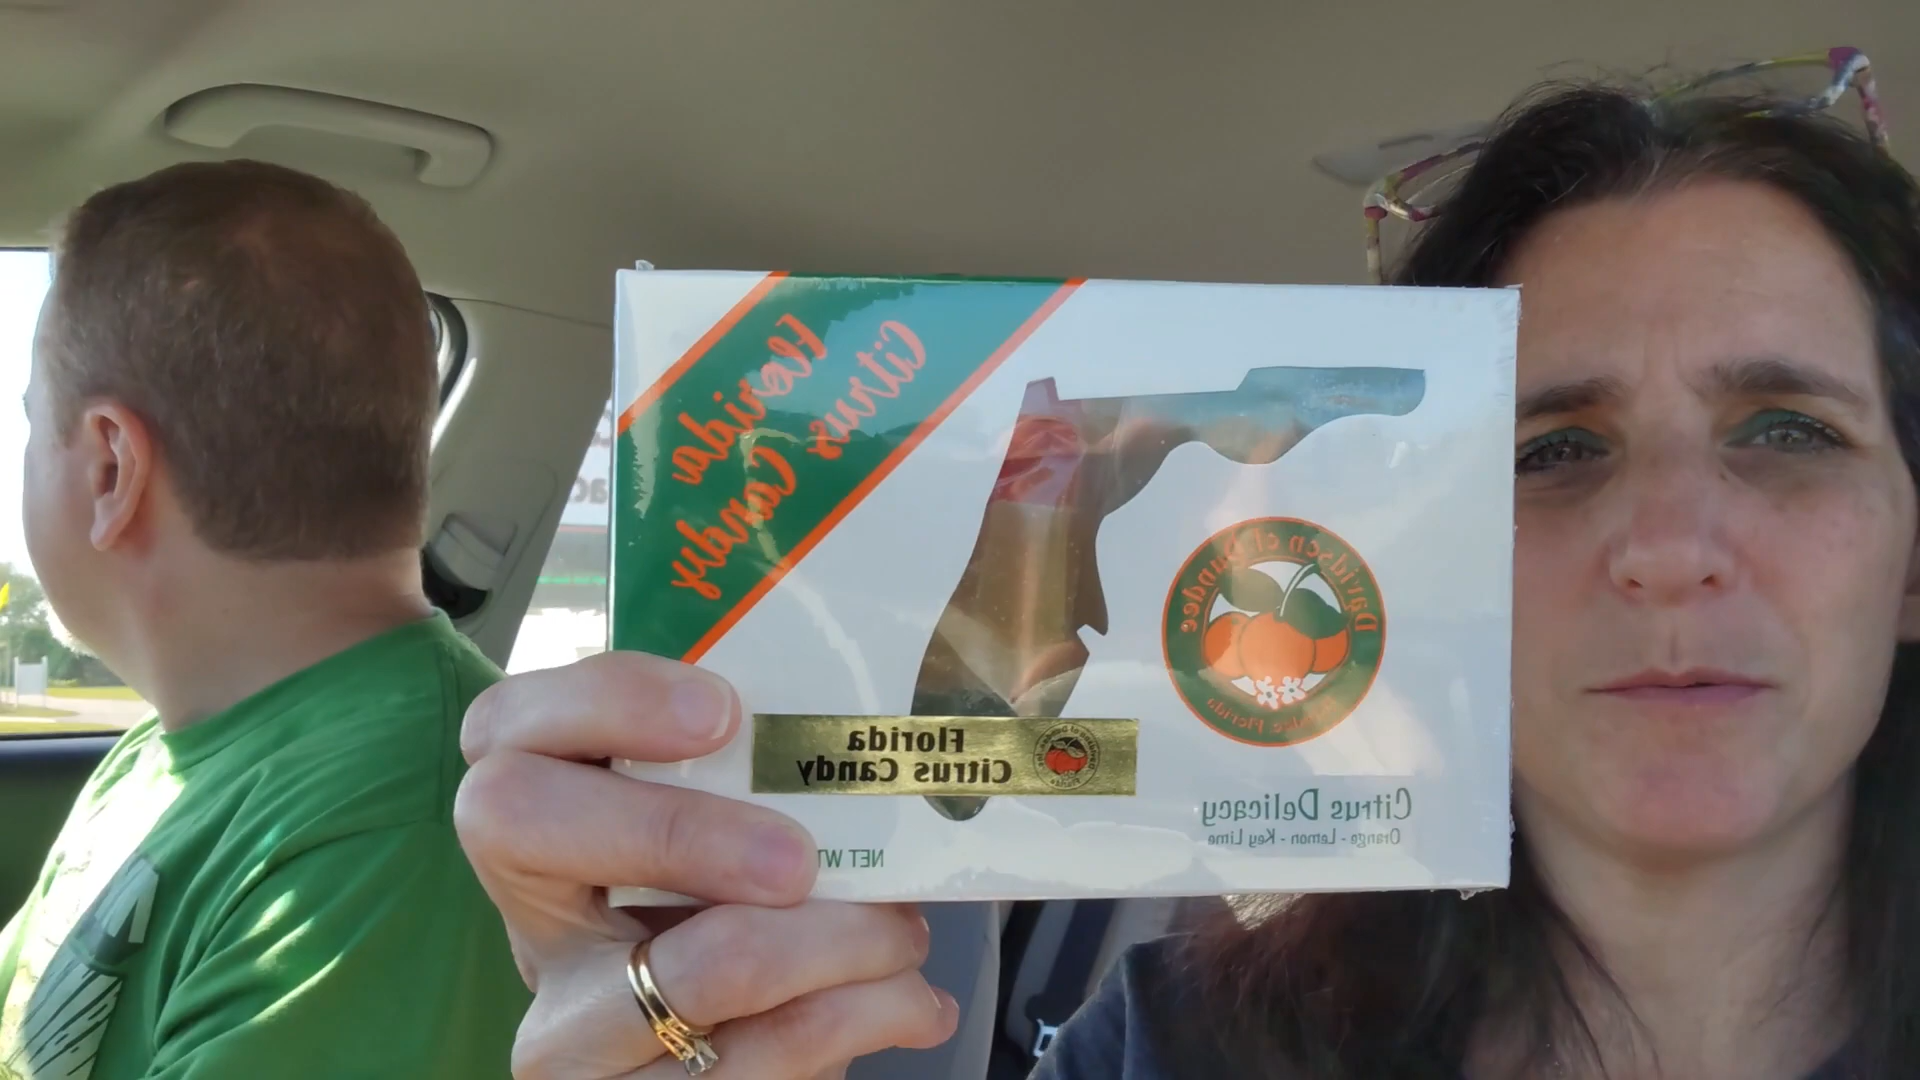 Florida
Citrus
Candy
Davidson of Dundee
Dundee Florida
Florida
Citrus Candy
Citrus Delicacy
Orange - Lemon - Key Lime
NET WT